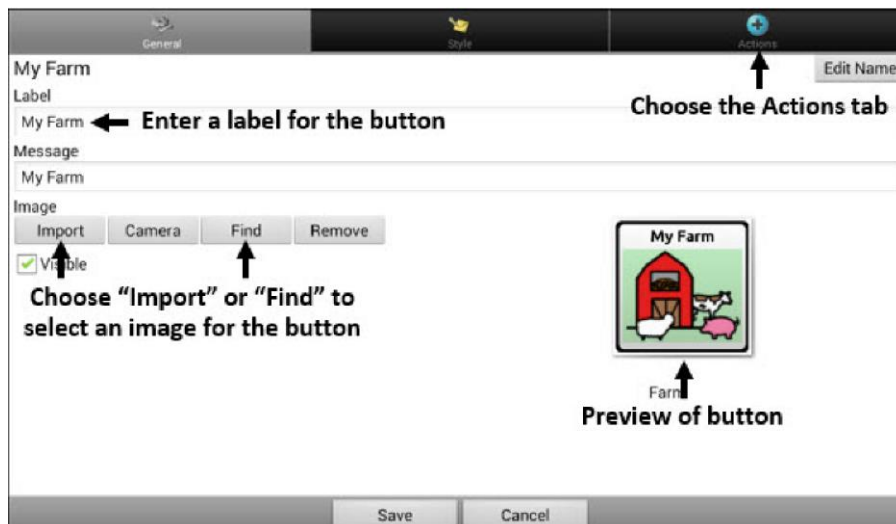 General
Style
Actions
My Farm
Edit Name
Label
Choose the Actions tab
My Farm
Enter a label for the button
Message
My Farm
Image
Import
Camera
Find
Remove
My Farm
Visible
Choose “Import” or “Find” to
select an image for the button
Farm
Preview of button
Save
Cancel